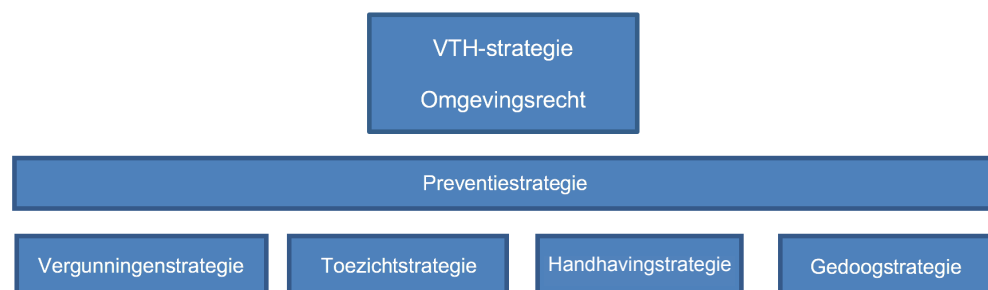 VTH-strategie
Omgevingsrecht
Preventiestrategie
Vergunningenstrategie
Toezichtstrategie
Handhavingstrategie
Gedoogstrategie